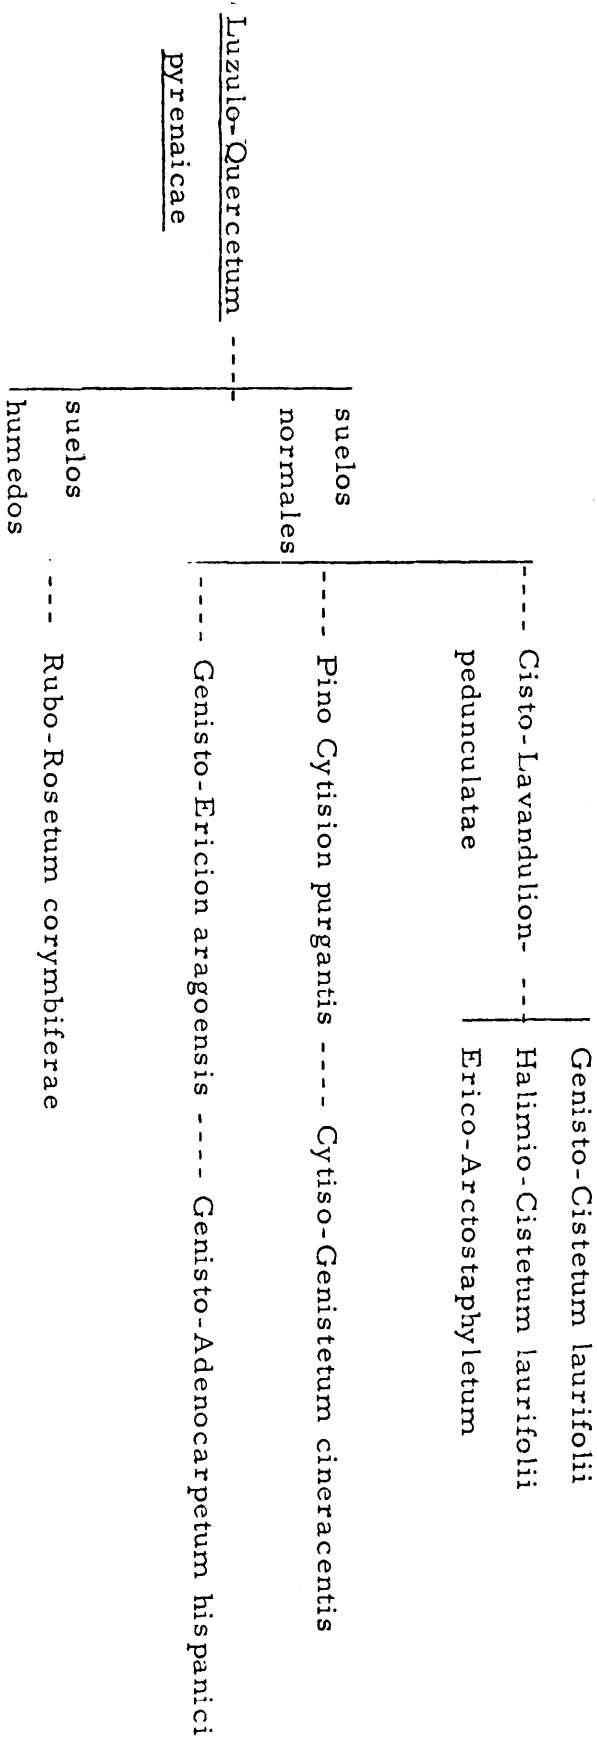 Luzulo-Quercetum ----
pyrenaicae
suelos
normales
---- Cisto-Lavandulion- --
pedunculatae
Genisto-Cistetum laurifolii
Halimio-Cistetum laurifolii
Erico-Arctostaphyletum
---- Pino Cytision purgantis ---- Cytiso-Genistetum cineracentis
---- Genisto-Ericion aragoensis ---- Genisto-Adenocarpetum hispanici
suelos
humedos
--- Rubo-Rosetum corymbiferae